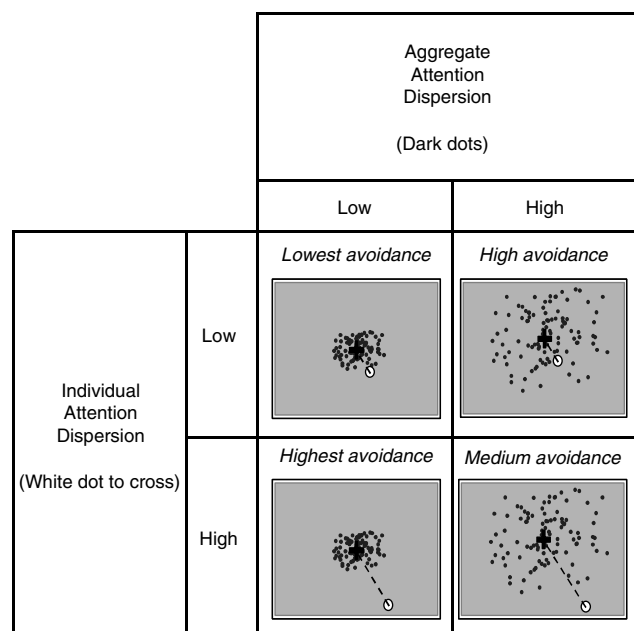 Aggregate
Attention
Dispersion
(Dark dots)
Low
High
Lowest avoidance
High avoidance
Low
Individual
Attention
Dispersion
(White dot to cross)
Highest avoidance
Medium avoidance
High